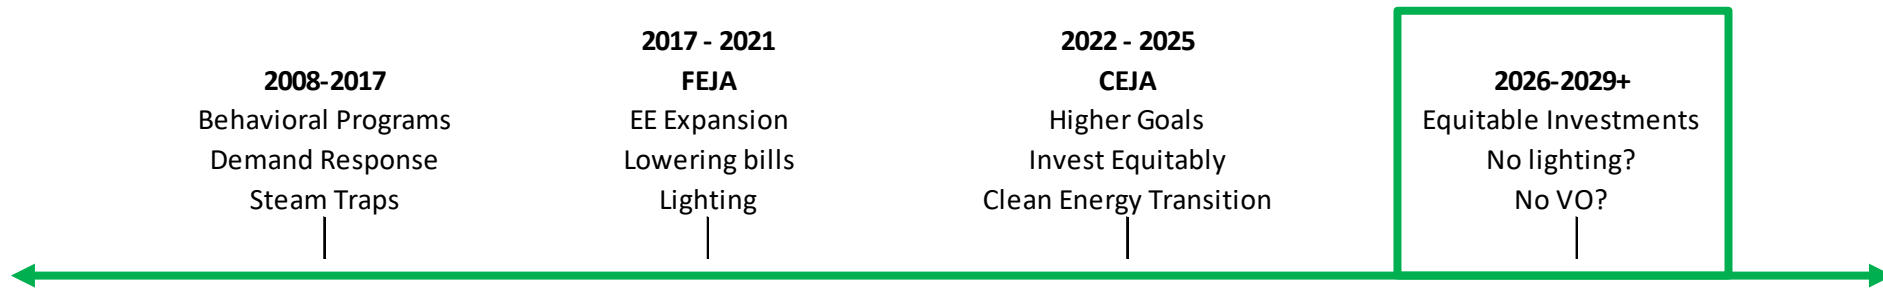 2008-2017
Behavioral Programs
Demand Response
Steam Traps
2017 - 2021
FEJA
EE Expansion
Lowering bills
Lighting
2022 - 2025
CEJA
Higher Goals
Invest Equitably
Clean Energy Transition
2026-2029+
Equitable Investments
No lighting?
No VO?